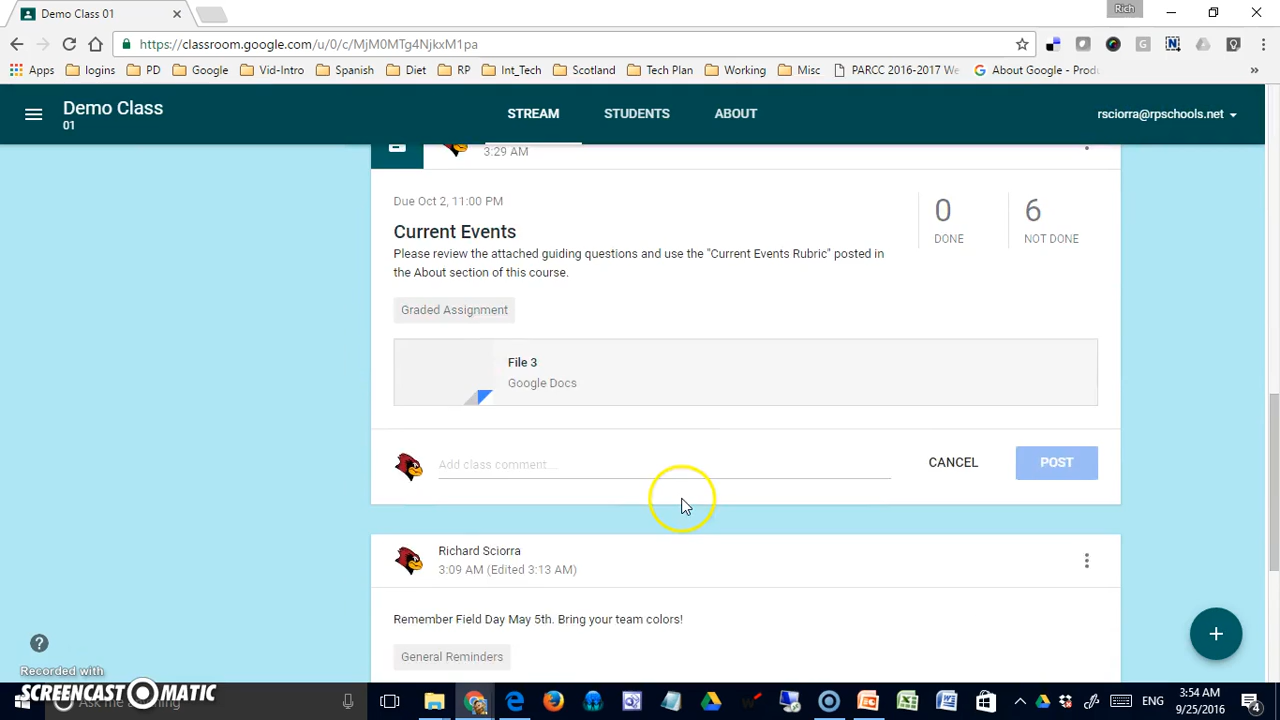 Demo Class 01
Rich
https://classroom.google.com/u/0/c/MjM0MTg4NjkxM1pa
Apps logins PD Google Vid-Intro Spanish Diet RP Int_Tech Scotland Tech Plan Working Misc PARCC 2016-2017 We About Google - Prod
Demo Class
01
STREAM
STUDENTS
ABOUT
rsciorra@rpschools.net
3:29 AM
Due Oct 2, 11:00 PM
0
DONE
6
NOT DONE
Current Events
Please review the attached guiding questions and use the "Current Events Rubric" posted in
the About section of this course.
Graded Assignment
File 3
Google Docs
Add class comment...
CANCEL
POST
Richard Sciorra
3:09 AM (Edited 3:13 AM)
Remember Field Day May 5th. Bring your team colors!
General Reminders
Recorded with
SCREENCAST MATIC
Ask me anything
ENG
3:54 AM
9/25/2016
4